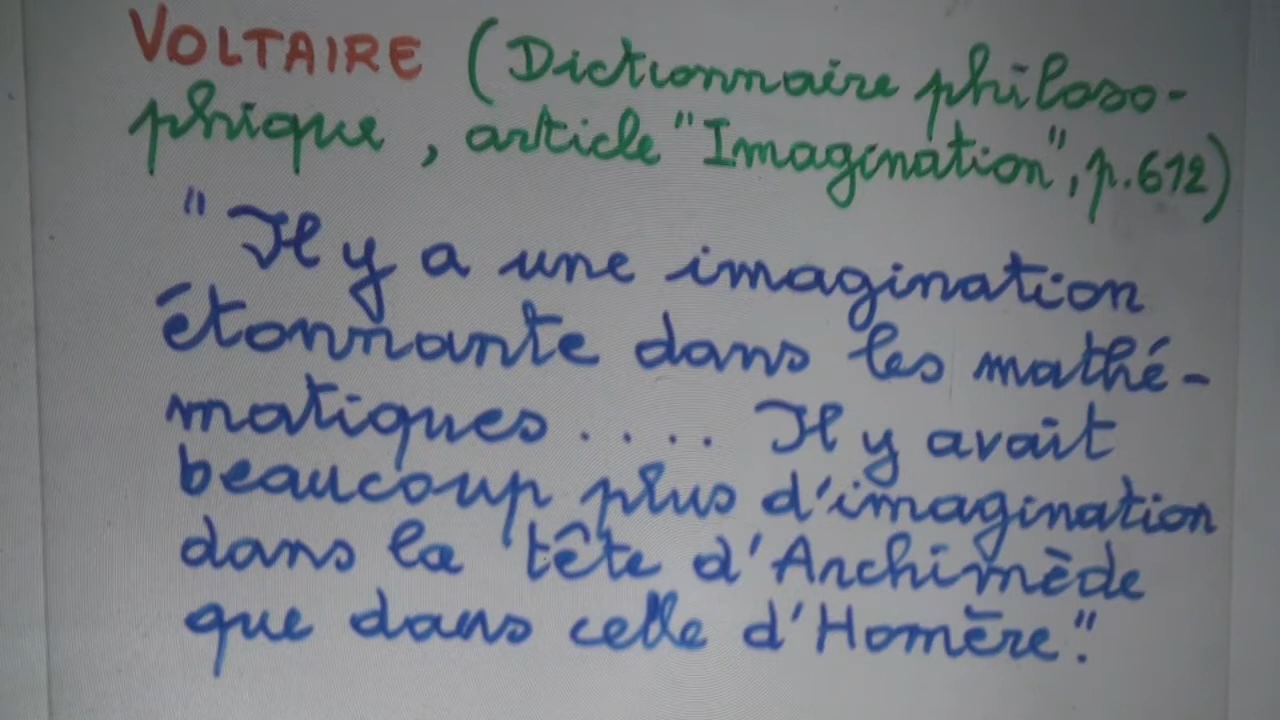 VOLTAIRE (Dictionnaire philoso-
phique, article "Imagination", p.612)
"Il y a une imagination
étonnante dans les mathé-
matiques.... Il y avait
beaucoup plus d'imagination
dans la tête d'Archimède
que dans celle d'Homère."